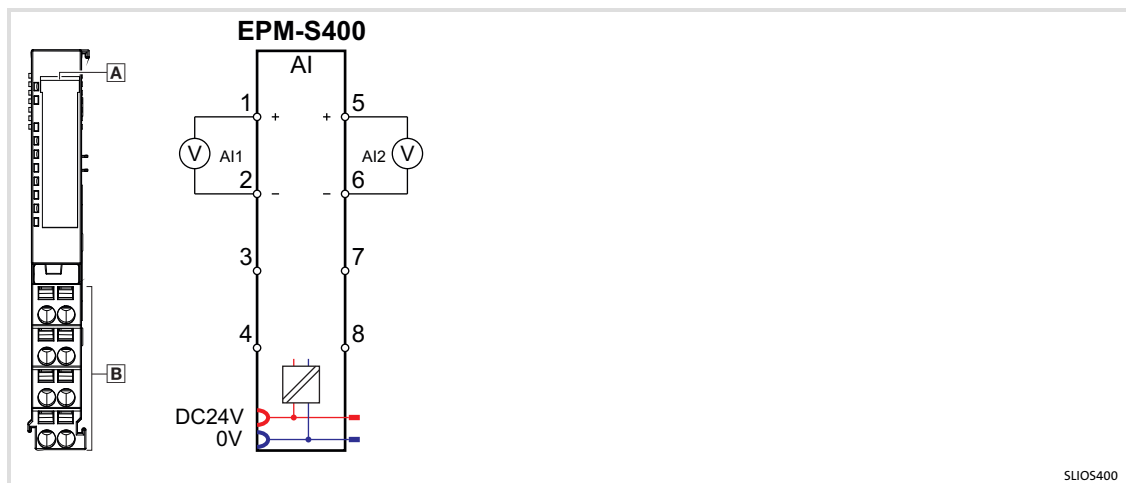 EPM-S400
A
AI
1 + + 5
V AI1 AI2 V
2 – – 6
3 7
4 8
B
DC24V
0V
SLIOS400